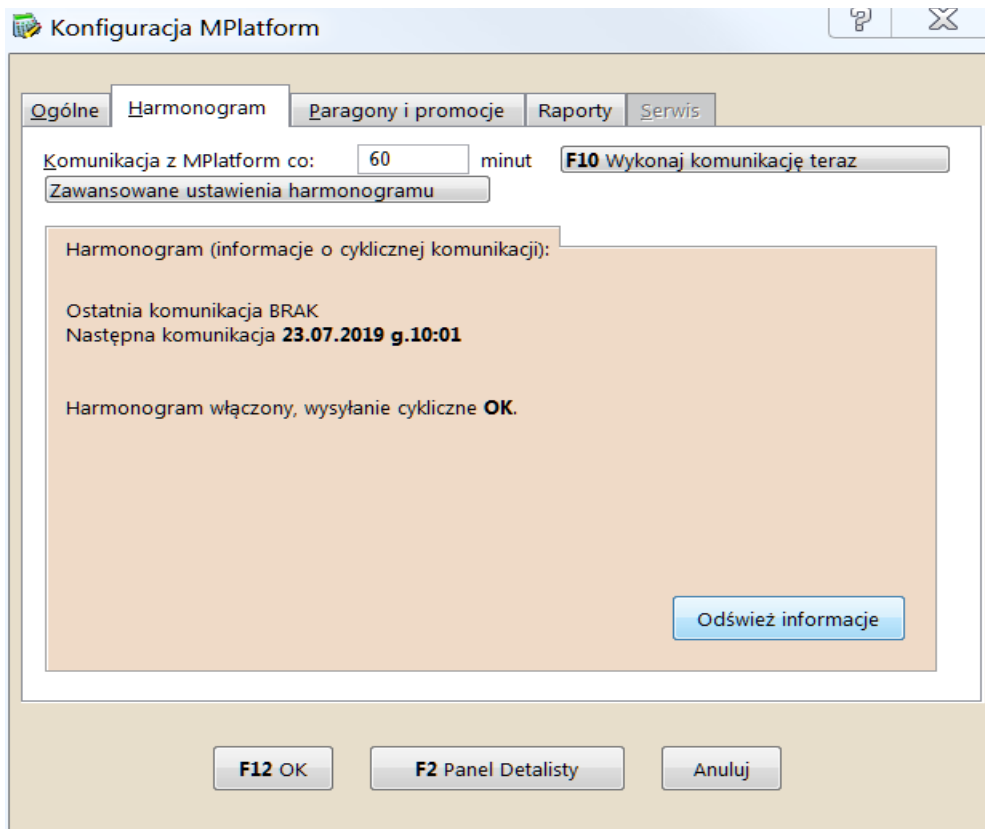 Konfiguracja MPlatform
Ogólne Harmonogram Paragony i promocje Raporty Serwis
Komunikacja z MPlatform co: 60 minut F10 Wykonaj komunikację teraz
Zawansowane ustawienia harmonogramu
Harmonogram (informacje o cyklicznej komunikacji):
Ostatnia komunikacja BRAK
Następna komunikacja 23.07.2019 g.10:01
Harmonogram włączony, wysyłanie cykliczne OK.
Odśwież informacje
F12 OK F2 Panel Detalisty Anuluj